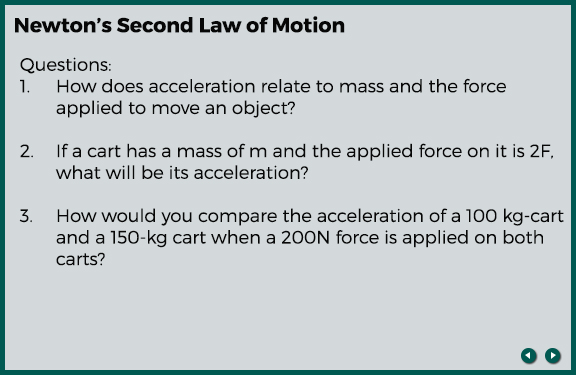 Newton's Second Law of Motion
Questions:
1. How does acceleration relate to mass and the force
applied to move an object?
2. If a cart has a mass of m and the applied force on it is 2F,
what will be its acceleration?
3. How would you compare the acceleration of a 100 kg-cart
and a 150-kg cart when a 200N force is applied on both
carts?